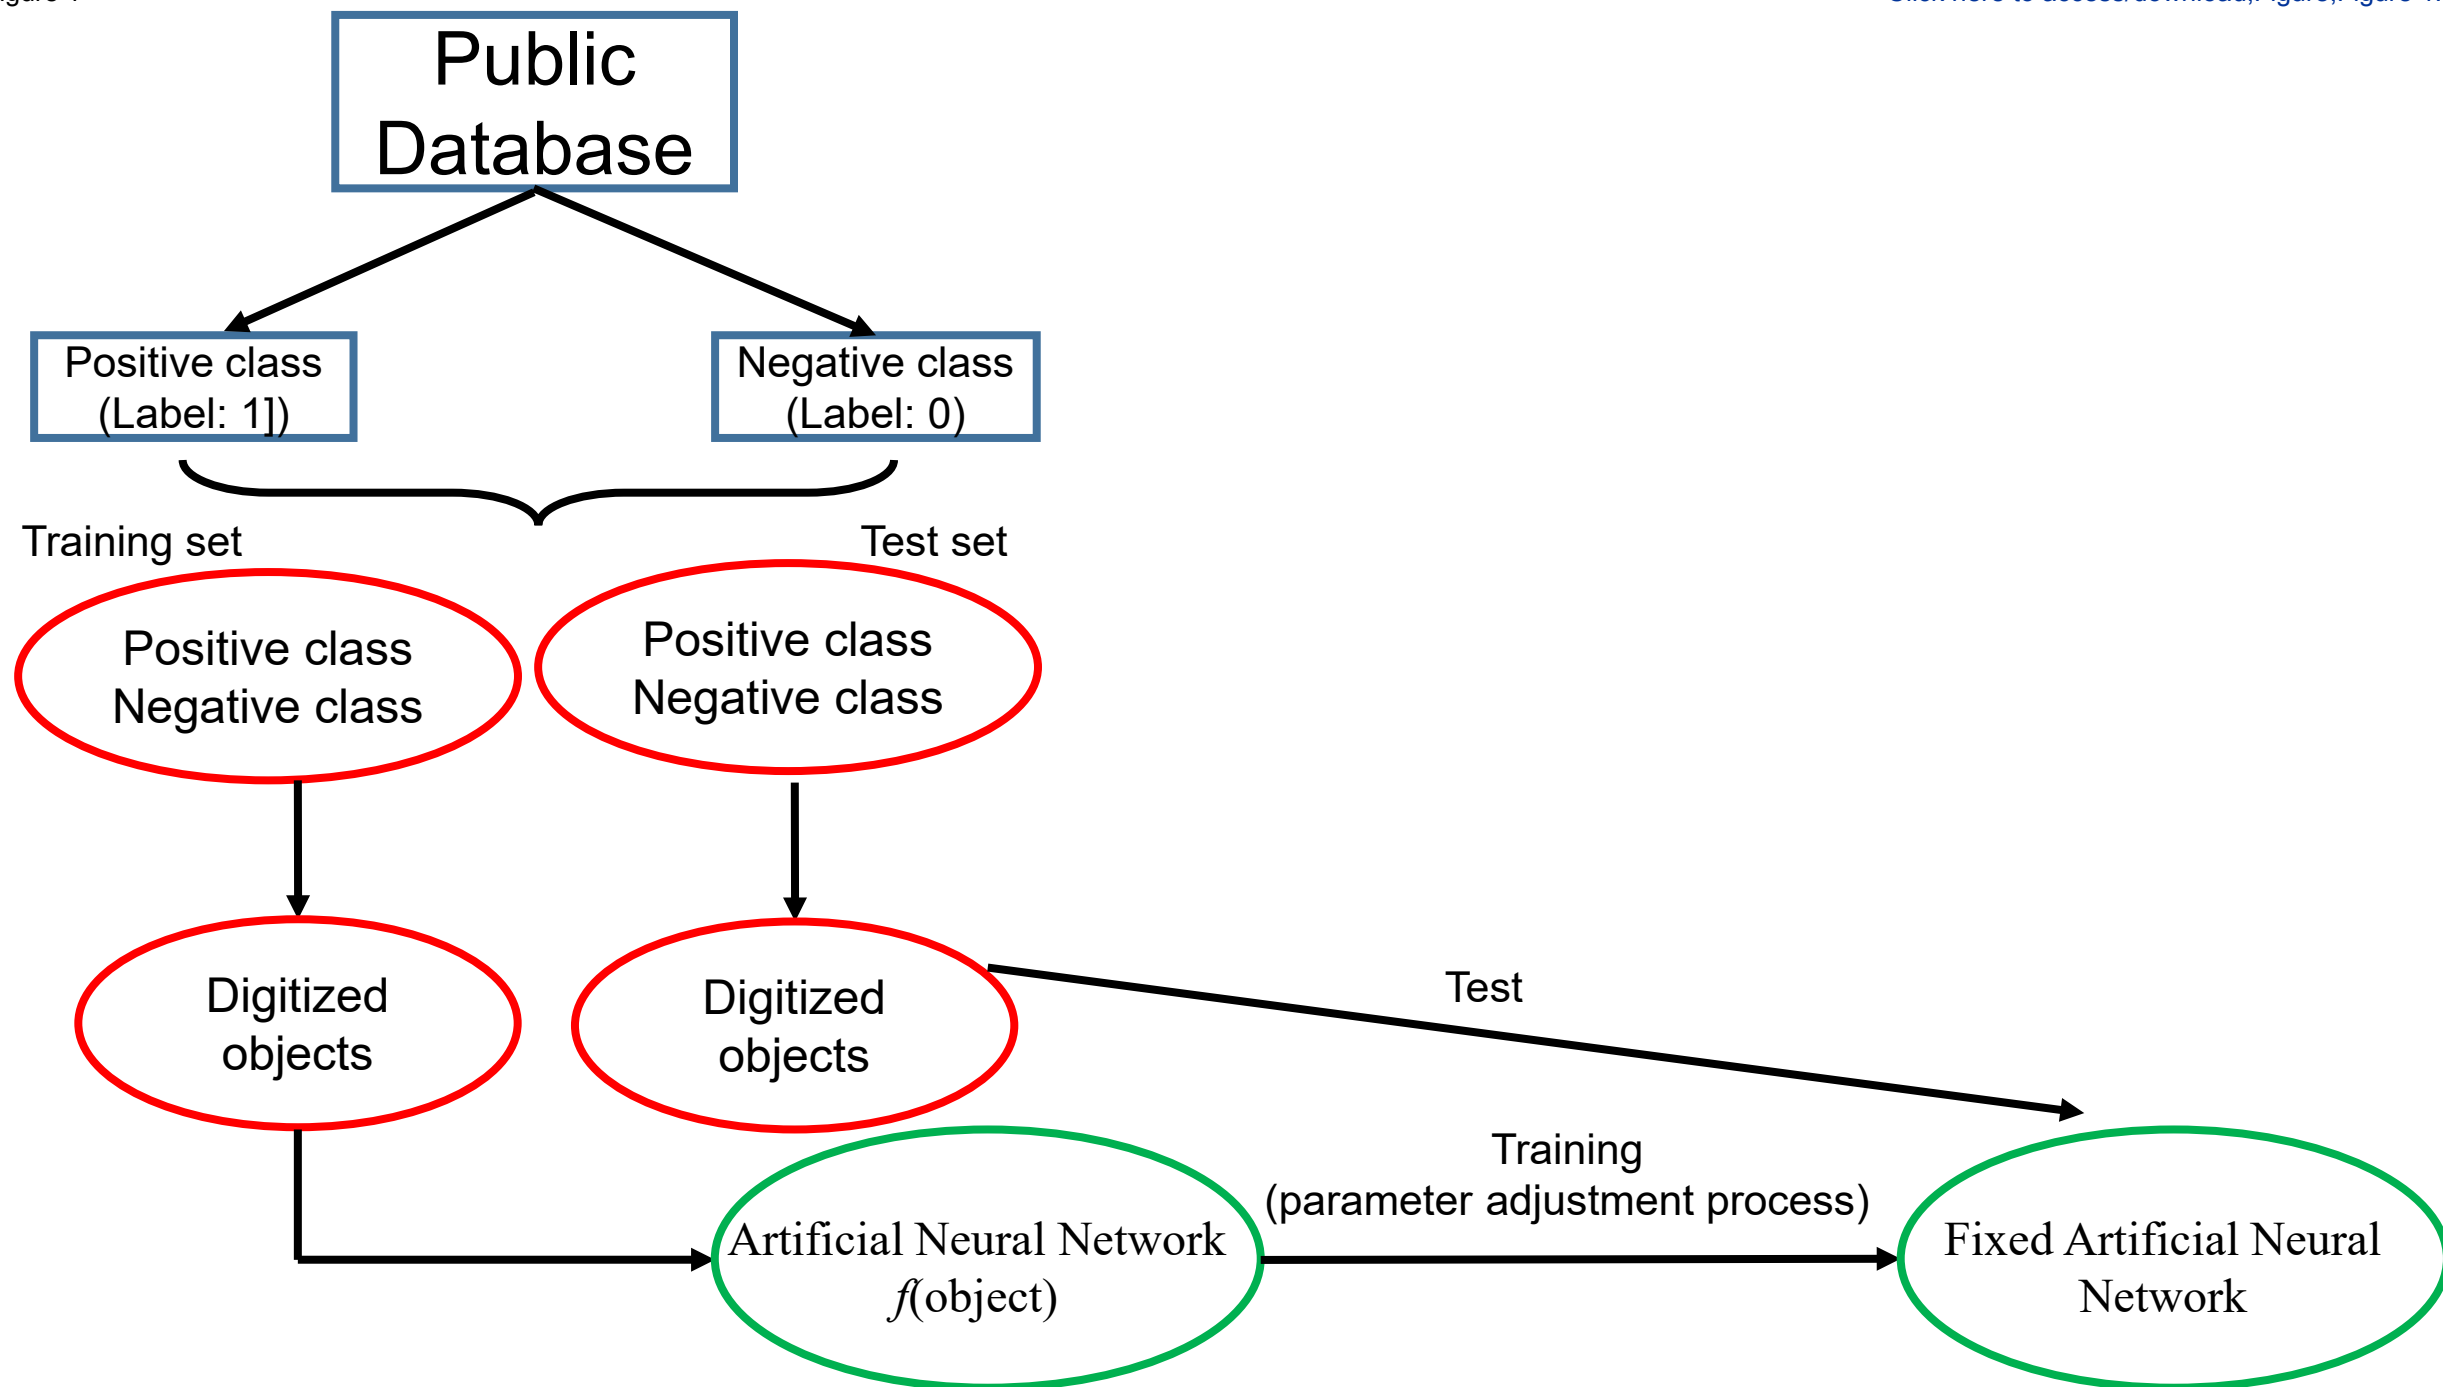 Public
Database
Positive class
(Label: 1])
Negative class
(Label: 0)
Training set
Test set
Positive class
Negative class
Positive class
Negative class
Digitized
objects
Digitized
objects
Test
Training
(parameter adjustment process)
Artificial Neural Network
f(object)
Fixed Artificial Neural
Network